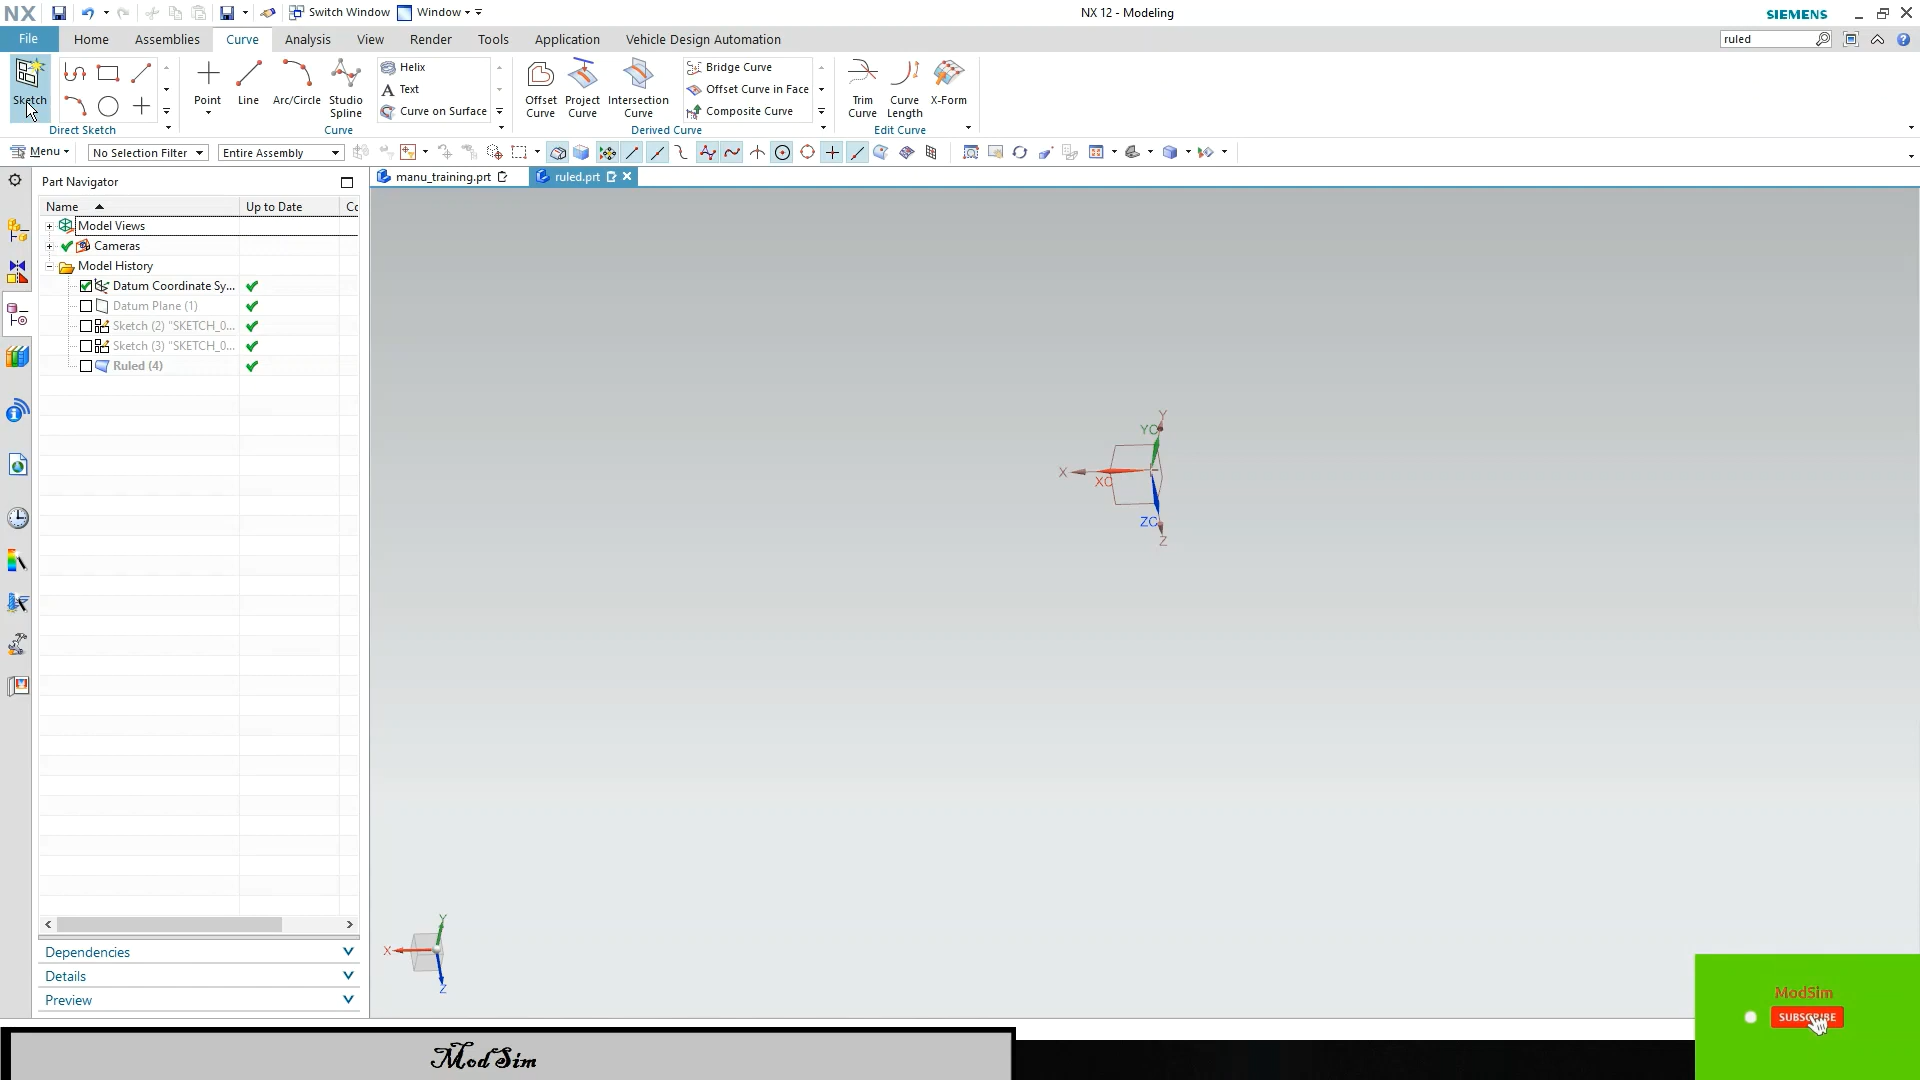 NX
Switch Window
Window
NX 12 - Modeling
SIEMENS
File
Home
Assemblies
Curve
Analysis
View
Render
Tools
Application
Vehicle Design Automation
ruled
Sketch
Point
Line
Arc/Circle
Studio
Spline
Helix
A Text
Curve on Surface
Offset
Curve
Project
Curve
Intersection
Curve
Bridge Curve
Offset Curve in Face
Composite Curve
Trim
Curve
Curve
Length
X-Form
Direct Sketch
Curve
Derived Curve
Edit Curve
Menu
No Selection Filter
Entire Assembly
Part Navigator
manu_training.prt
ruled.prt
Name
Up to Date
Cc
Model Views
Cameras
Model History
Datum Coordinate Sy...
Datum Plane (1)
Sketch (2) "SKETCH_0...
Sketch (3) "SKETCH_0...
Ruled (4)
Y
YC
X
XC
ZC
Z
Y
X
Z
Dependencies
Details
Preview
ModSim
SUBSCRIBE
ModSim